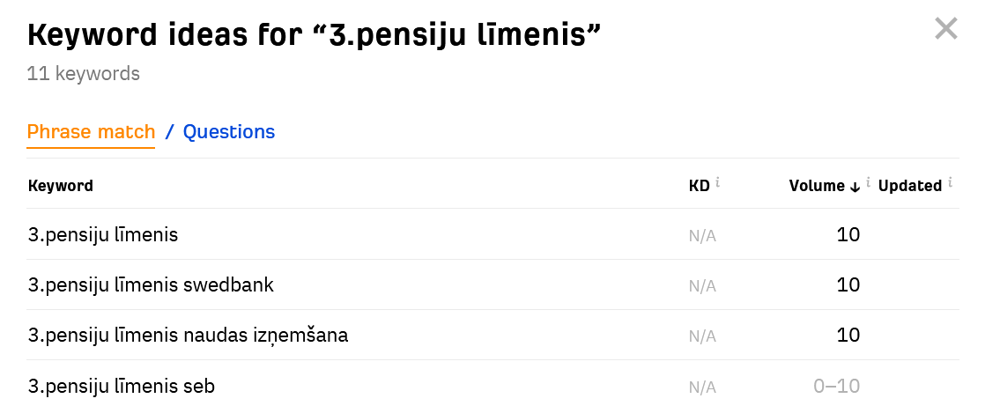 Keyword ideas for “3.pensiju līmenis”
11 keywords
Phrase match / Questions
Keyword KD i Volume ↓ i Updated i
3.pensiju līmenis N/A 10
3.pensiju līmenis swedbank N/A 10
3.pensiju līmenis naudas izņemšana N/A 10
3.pensiju līmenis seb N/A 0–10